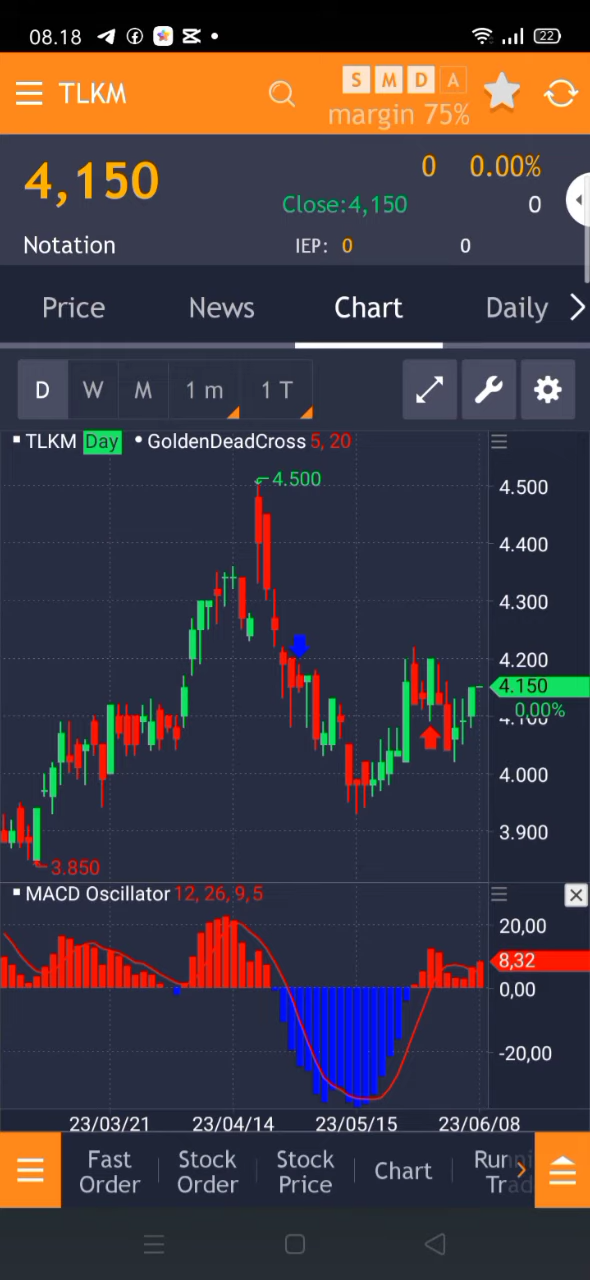 08.18
22
TLKM
S M D A
margin 75%
4,150
0 0.00%
Close:4,150 0
Notation IEP: 0 0
Price News Chart Daily
D W M 1 m 1 T
TLKM Day GoldenDeadCross 5, 20
4.500
4.500
4.400
4.300
4.200
4.150
0,00%
4.100
4.000
3.900
3.850
MACD Oscillator 12, 26, 9, 5
20,00
8,32
0,00
-20,00
23/03/21 23/04/14 23/05/15 23/06/08
Fast Order
Stock Order
Stock Price
Chart